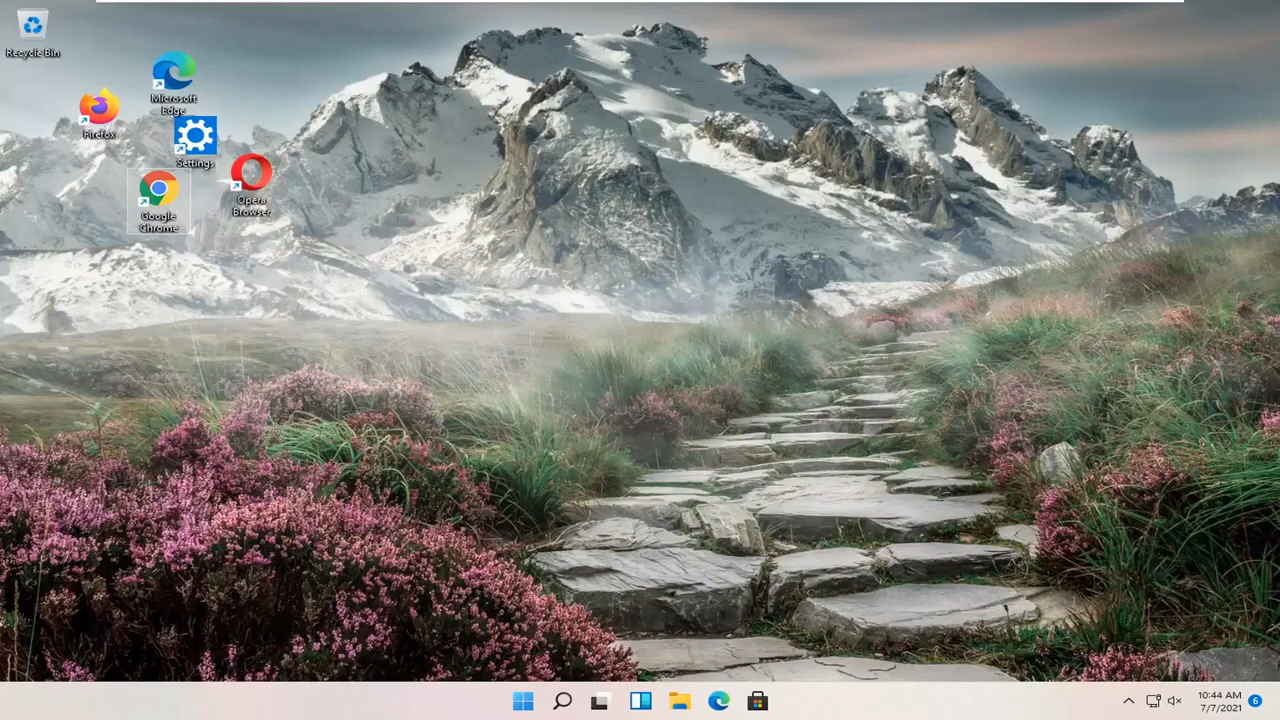 Recycle Bin
Microsoft
Edge
Firefox
Settings
Google
Chrome
Opera
Browser
10:44 AM
7/7/2021
6